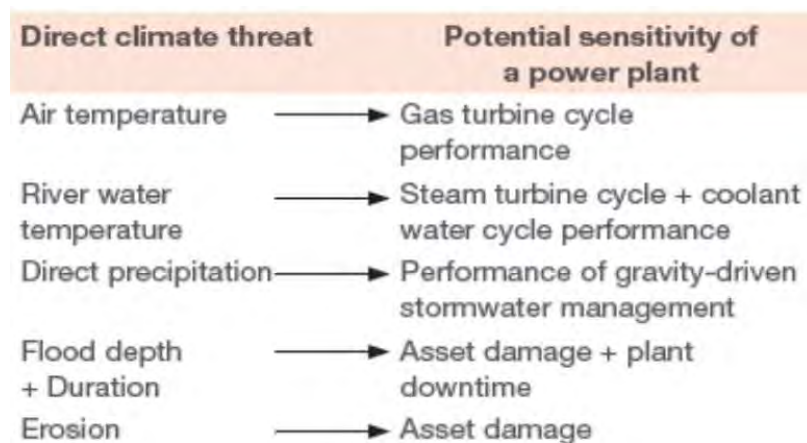 Direct climate threat
Potential sensitivity of
a power plant
Air temperature
Gas turbine cycle
performance
River water
temperature
Steam turbine cycle + coolant
water cycle performance
Direct precipitation
Performance of gravity-driven
stormwater management
Flood depth
+ Duration
Asset damage + plant
downtime
Erosion
Asset damage